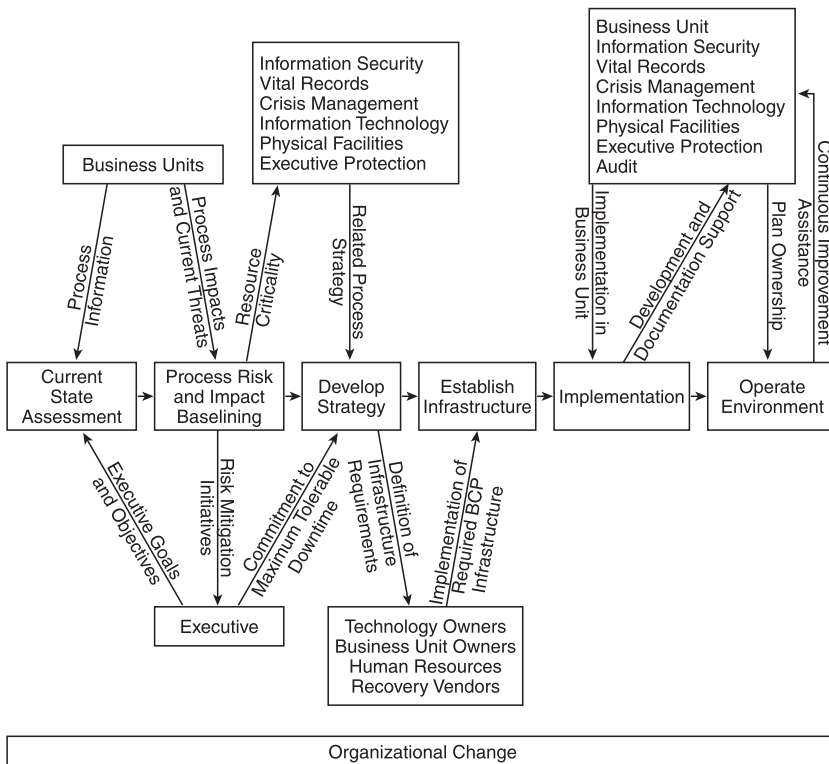 Business Unit
Information Security
Vital Records
Crisis Management
Information Technology
Physical Facilities
Executive Protection
Audit
Information Security
Vital Records
Crisis Management
Information Technology
Physical Facilities
Executive Protection
Business Units
Process
Information
Process Impacts
and Current Threats
Resource
Criticality
Related Process
Strategy
Implementation in
Business Unit
Development and
Documentation Support
Plan Ownership
Continuous Improvement
Assistance
Current
State
Assessment
Process Risk
and Impact
Baselining
Develop
Strategy
Establish
Infrastructure
Implementation
Operate
Environment
Executive Goals
and Objectives
Risk Mitigation
Initiatives
Commitment to
Maximum Tolerable
Downtime
Definition of
Infrastructure
Requirements
Implementation of
Required BCP
Infrastructure
Executive
Technology Owners
Business Unit Owners
Human Resources
Recovery Vendors
Organizational Change